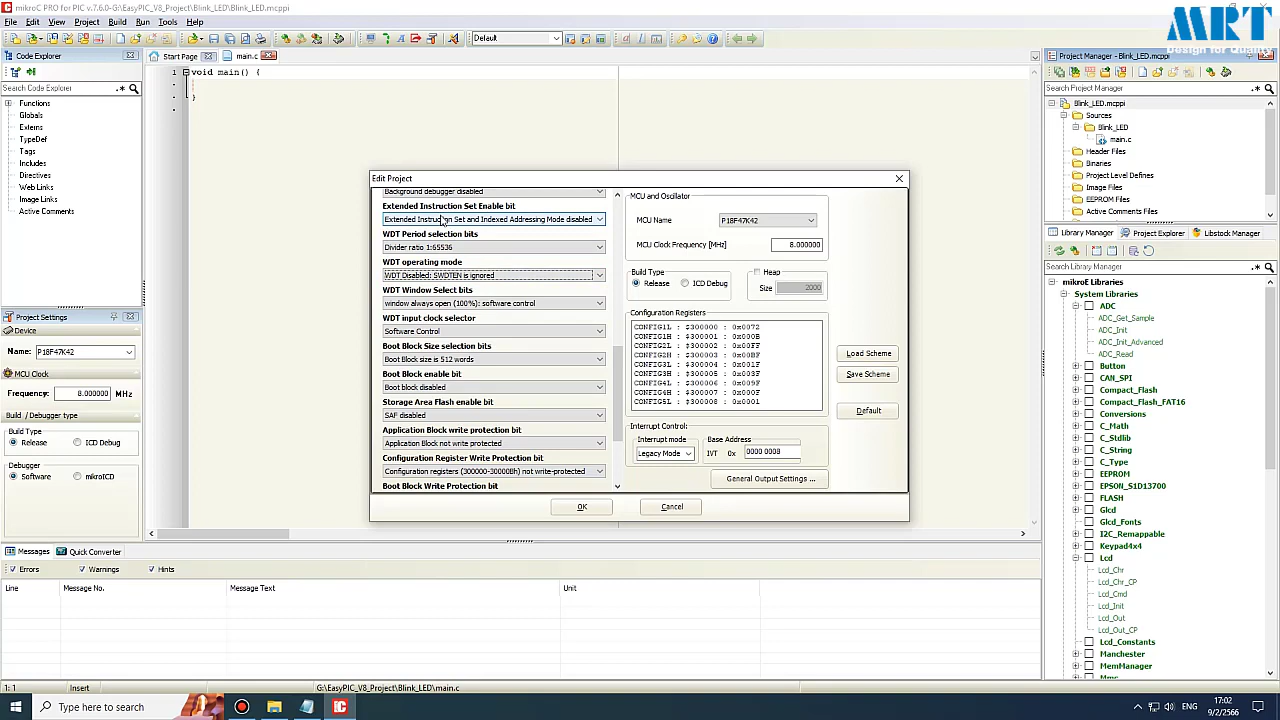 mikroC PRO for PIC v.7.6.0-G:\EasyPIC_V8_Project\Blink_LED\Blink_LED.mcppi
File Edit View Project Build Run Tools Help
Default
MRT
Design for Quality
Code Explorer
Search Code Explorer
Functions
Globals
Externs
TypeDef
Tags
Includes
Directives
Web Links
Image Links
Active Comments
Start Page
main.c
1 void main() {
}
Project Manager - Blink_LED.mcppi
Search Project Manager
Blink_LED.mcppi
Sources
Blink_LED
main.c
Header Files
Binaries
Project Level Defines
Image Files
EEPROM Files
Active Comments Files
Edit Project
Background debugger disabled
Extended Instruction Set Enable bit
Extended Instruction Set and Indexed Addressing Mode disabled
WDT Period selection bits
Divider ratio 1:65536
WDT operating mode
WDT Disabled; SWDTEN is ignored
WDT Window Select bits
window always open (100%); software control
WDT input clock selector
Software Control
Boot Block Size selection bits
Boot Block size is 512 words
Boot Block enable bit
Boot block disabled
Storage Area Flash enable bit
SAF disabled
Application Block write protection bit
Application Block not write protected
Configuration Register Write Protection bit
Configuration registers (300000-30000Bh) not write-protected
Boot Block Write Protection bit
MCU and Oscillator
MCU Name P18F47K42
MCU Clock Frequency [MHz] 8.000000
Build Type
Release ICD Debug
Heap
Size 2000
Configuration Registers
CONFIG1L : $300000 : 0x0072
CONFIG1H : $300001 : 0x000B
CONFIG2L : $300002 : 0x00FF
CONFIG2H : $300003 : 0x00BF
CONFIG3L : $300004 : 0x001F
CONFIG3H : $300005 : 0x003F
CONFIG4L : $300006 : 0x009F
CONFIG4H : $300007 : 0x003F
CONFIG5L : $300008 : 0x0001
Load Scheme
Save Scheme
Default
Interrupt Control:
Interrupt mode
Legacy Mode
Base Address
IVT 0x 0000 0008
General Output Settings ...
OK Cancel
Library Manager Project Explorer Libstock Manager
Search Library Manager
mikroE Libraries
System Libraries
ADC
ADC_Get_Sample
ADC_Init
ADC_Init_Advanced
ADC_Read
Button
CAN_SPI
Compact_Flash
Compact_Flash_FAT16
Conversions
C_Math
C_Stdlib
C_String
C_Type
EEPROM
EPSON_S1D13700
FLASH
Glcd
Glcd_Fonts
I2C_Remappable
Keypad4x4
Lcd
Lcd_Chr
Lcd_Chr_CP
Lcd_Cmd
Lcd_Init
Lcd_Out
Lcd_Out_CP
Lcd_Constants
Manchester
MemManager
Mmc
Project Settings
Device
Name: P18F47K42
MCU Clock
Frequency: 8.000000 MHz
Build / Debugger type
Build Type
Release ICD Debug
Debugger
Software mikroICD
Messages Quick Converter
Errors Warnings Hints
Line Message No. Message Text Unit
1: 1 Insert G:\EasyPIC_V8_Project\Blink_LED\main.c
Type here to search
ENG
17:02
9/2/2566